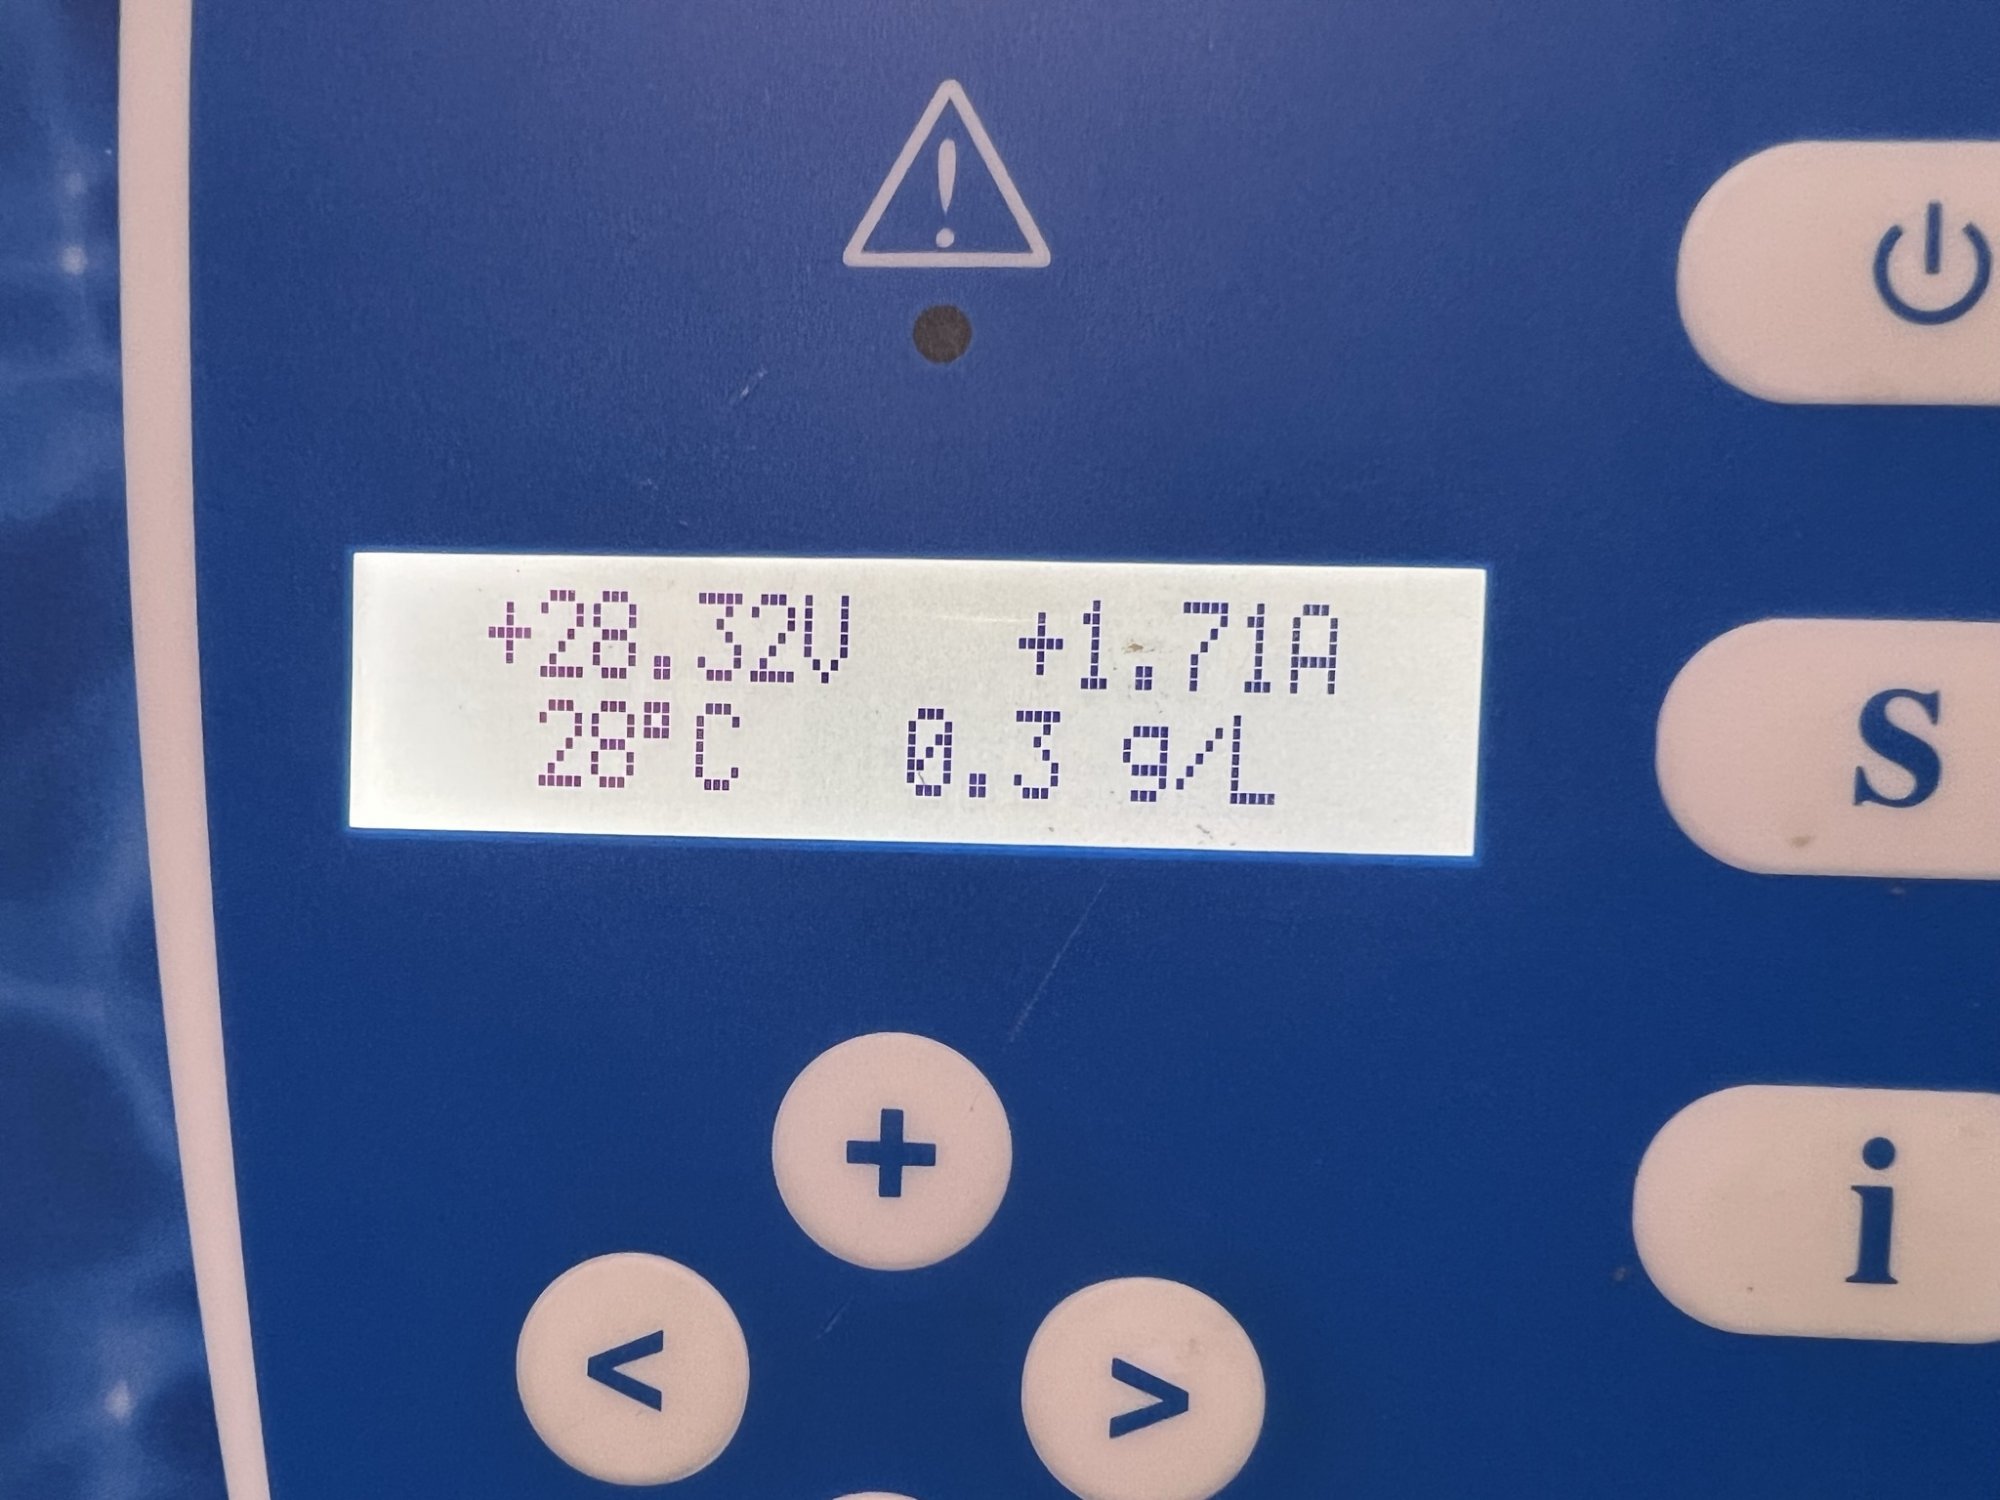 !
+28.32V +1.71A
28°C 0.3 g/L
S
+
i
< >